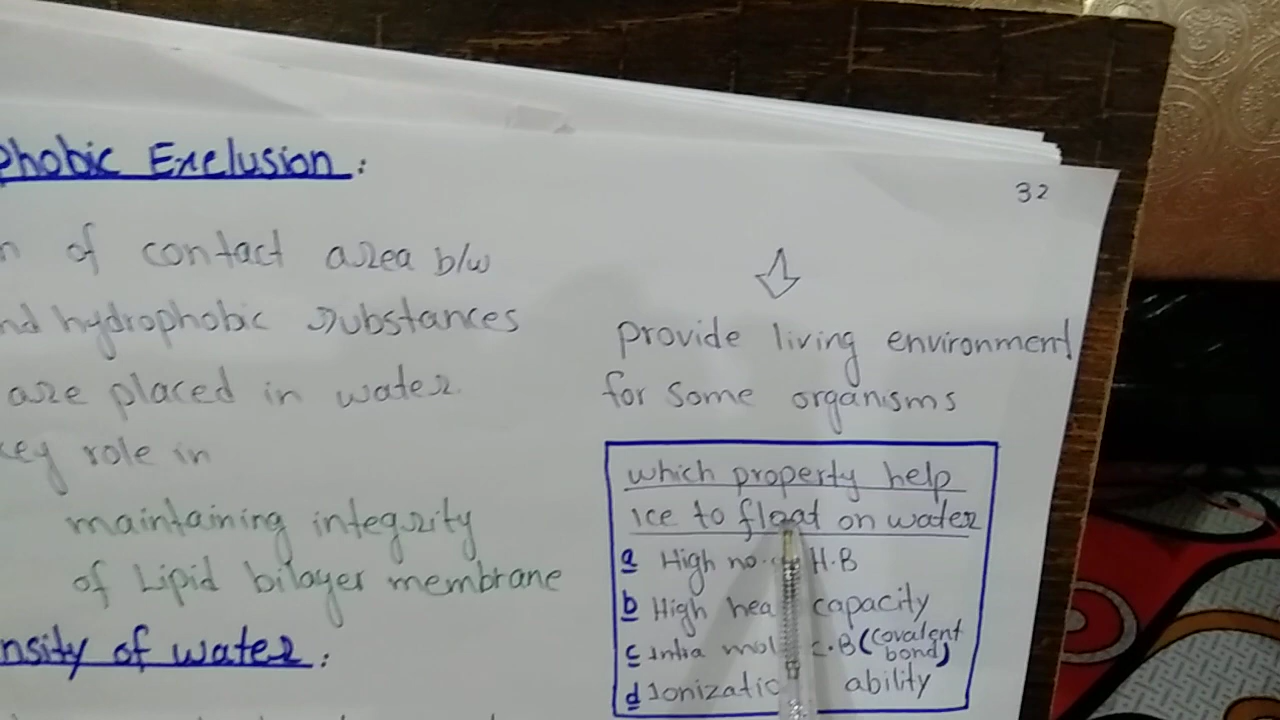 phobic Exclusion:
32
n of contact area b/w
nd hydrophobic substances
are placed in water.
key role in
maintaining integrity
of Lipid bilayer membrane
nsity of water:
provide living environment
for some organisms
which property help
ice to float on water
a High no. H.B
b High hea capacity
c Intra mol C.B (Covalent
bond)
d Ionizatio ability